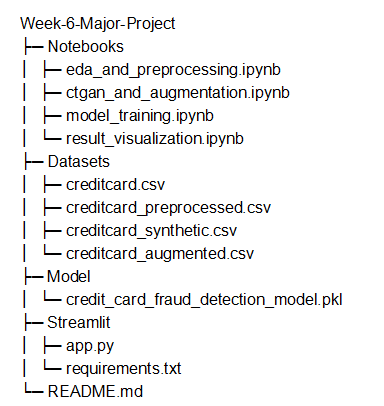 Week-6-Major-Project
├─ Notebooks
│  ├─ eda_and_preprocessing.ipynb
│  ├─ ctgan_and_augmentation.ipynb
│  ├─ model_training.ipynb
│  └─ result_visualization.ipynb
├─ Datasets
│  ├─ creditcard.csv
│  ├─ creditcard_preprocessed.csv
│  ├─ creditcard_synthetic.csv
│  └─ creditcard_augmented.csv
├─ Model
│  └─ credit_card_fraud_detection_model.pkl
├─ Streamlit
│  ├─ app.py
│  └─ requirements.txt
└─ README.md